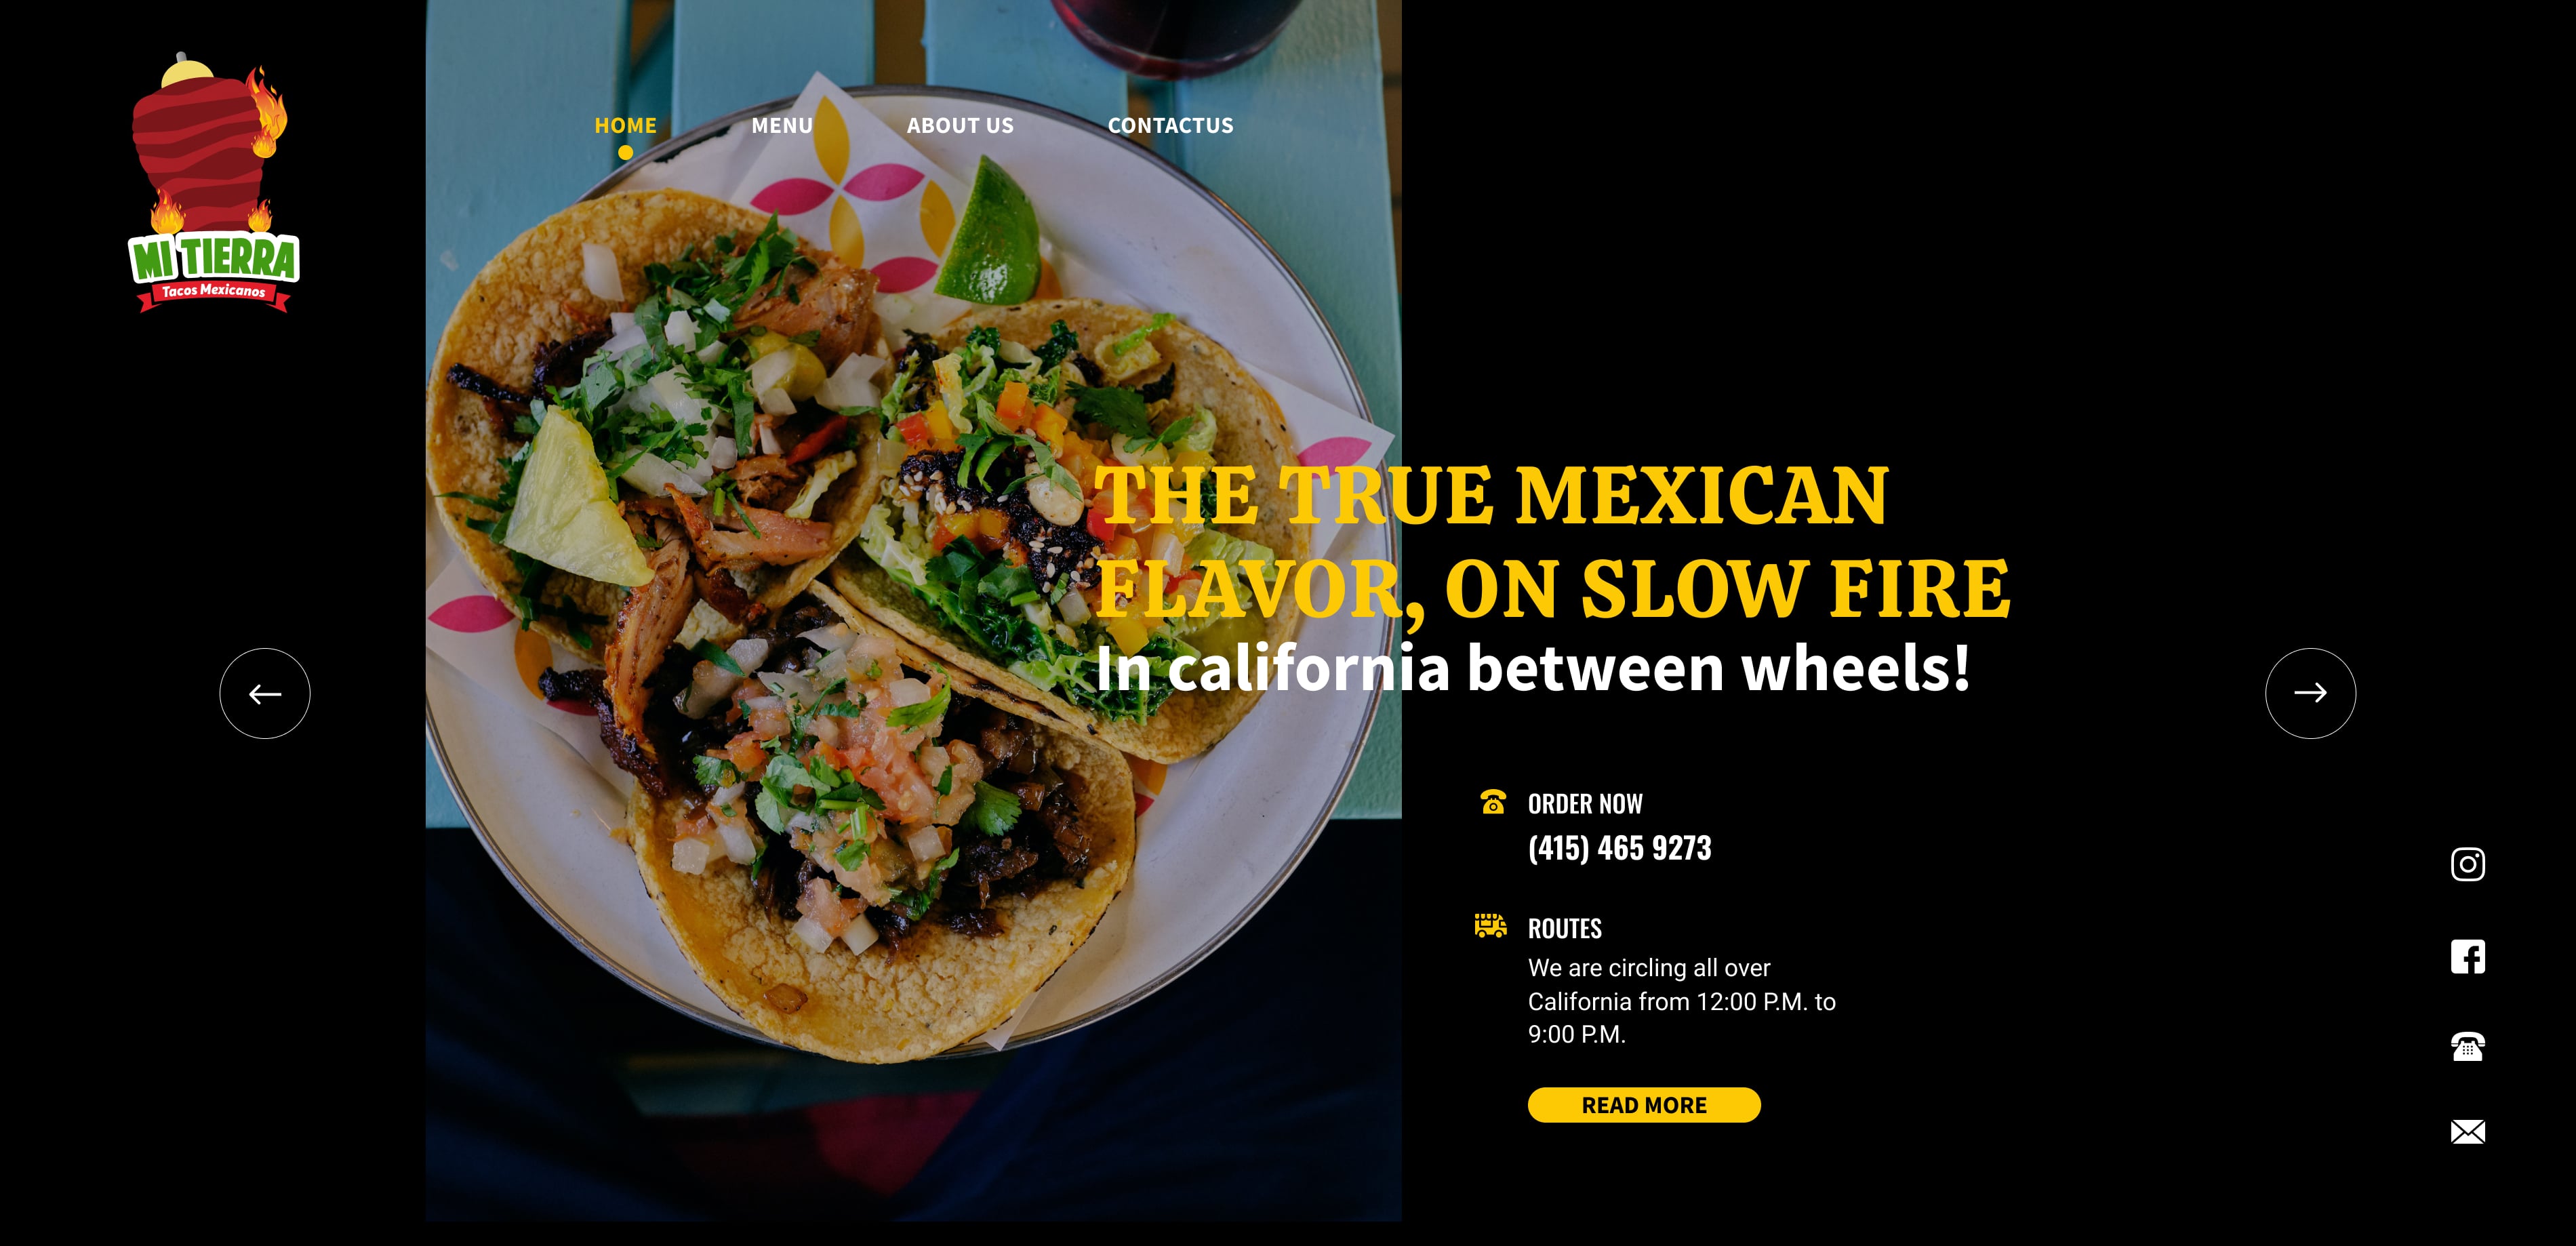 MI TIERRA
Tacos Mexicanos
HOME
MENU
ABOUT US
CONTACTUS
THE TRUE MEXICAN
FLAVOR, ON SLOW FIRE
In california between wheels!
ORDER NOW
(415) 465 9273
ROUTES
We are circling all over
California from 12:00 P.M. to
9:00 P.M.
READ MORE